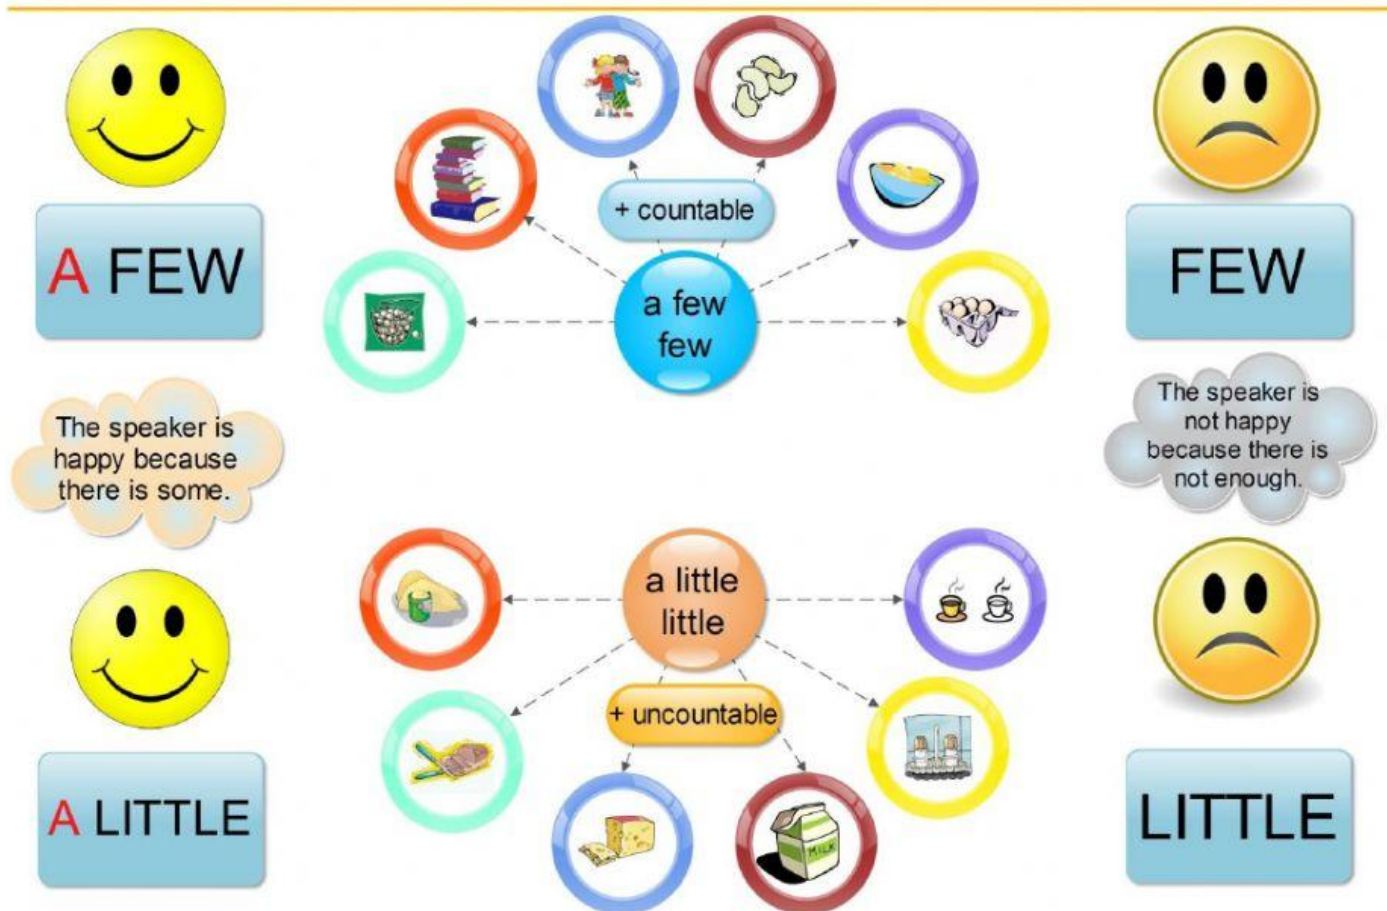 A FEW
The speaker is
happy because
there is some.
+ countable
a few
few
FEW
The speaker is
not happy
because there is
not enough.
a little
little
+ uncountable
MILK
A LITTLE
LITTLE